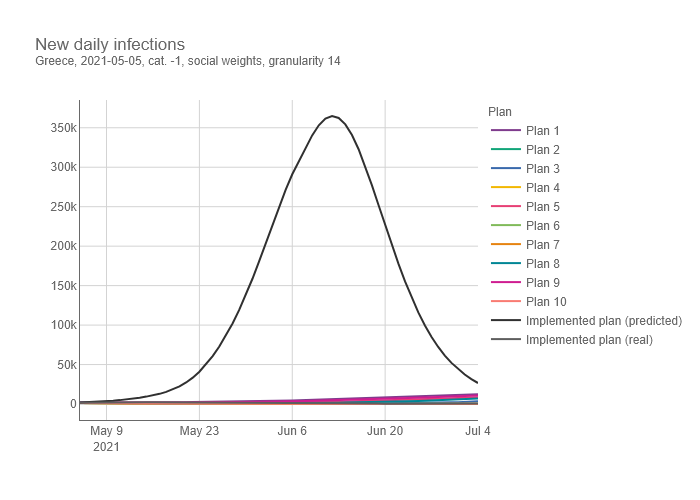 New daily infections
Greece, 2021-05-05, cat. -1, social weights, granularity 14
Plan
350k
300k
250k
200k
150k
100k
50k
0
May 9
2021
May 23
Jun 6
Jun 20
Jul 4
Plan 1
Plan 2
Plan 3
Plan 4
Plan 5
Plan 6
Plan 7
Plan 8
Plan 9
Plan 10
Implemented plan (predicted)
Implemented plan (real)